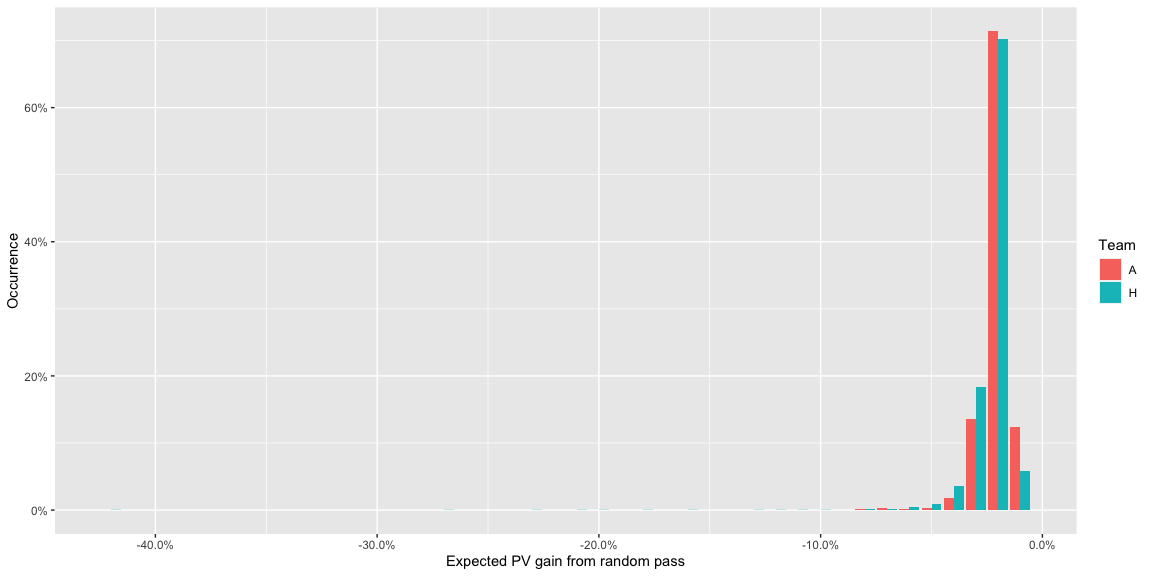 60%
40%
20%
0%
Occurrence
-40.0%
-30.0%
-20.0%
-10.0%
0.0%
Expected PV gain from random pass
Team
A
H